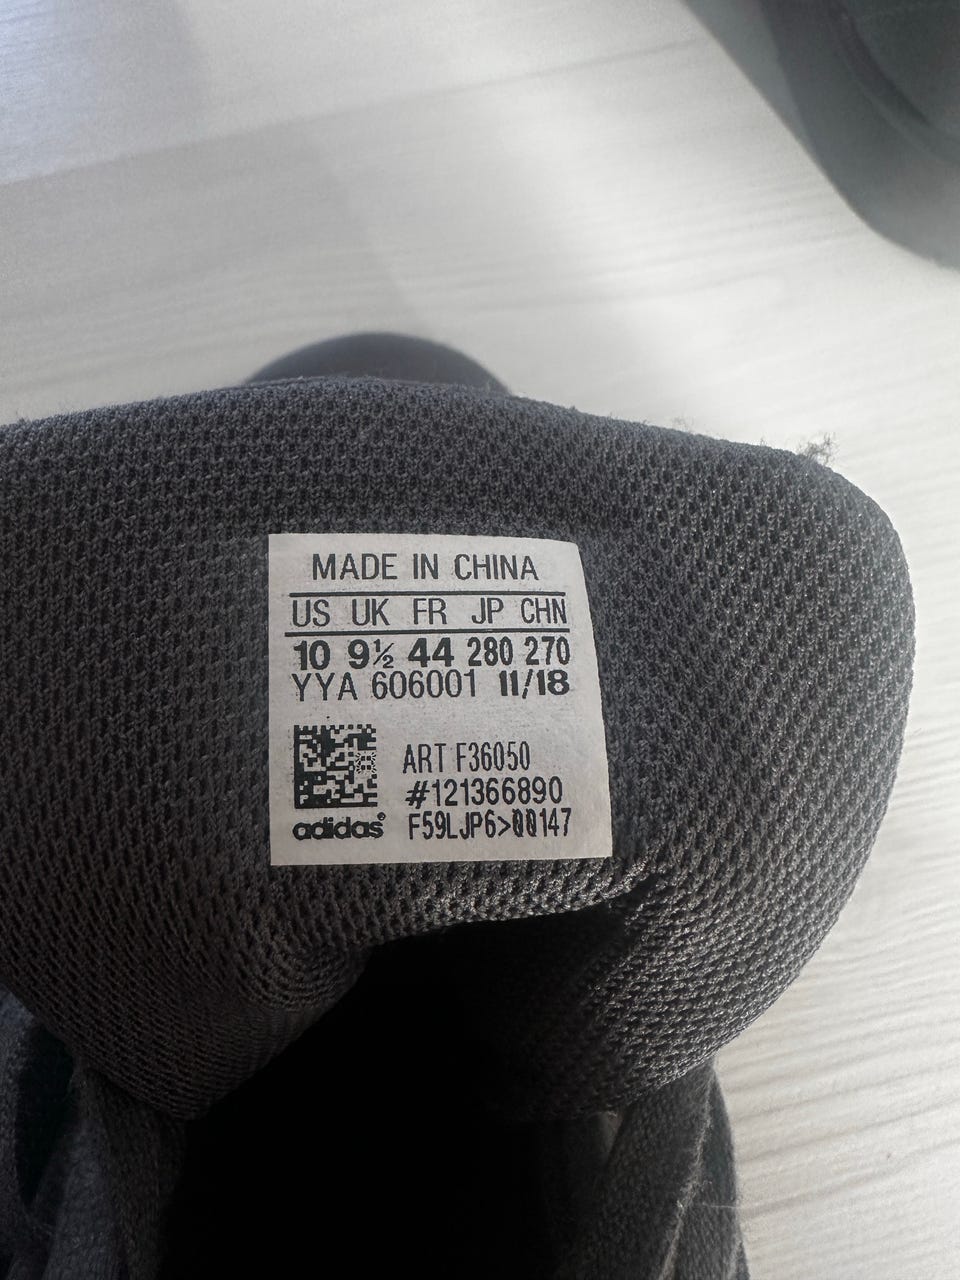 MADE IN CHINA
US UK FR JP CHN
10 9½ 44 280 270
YYA 606001 11/18
ART F36050
#121366890
adidas® F59LJP6>00147